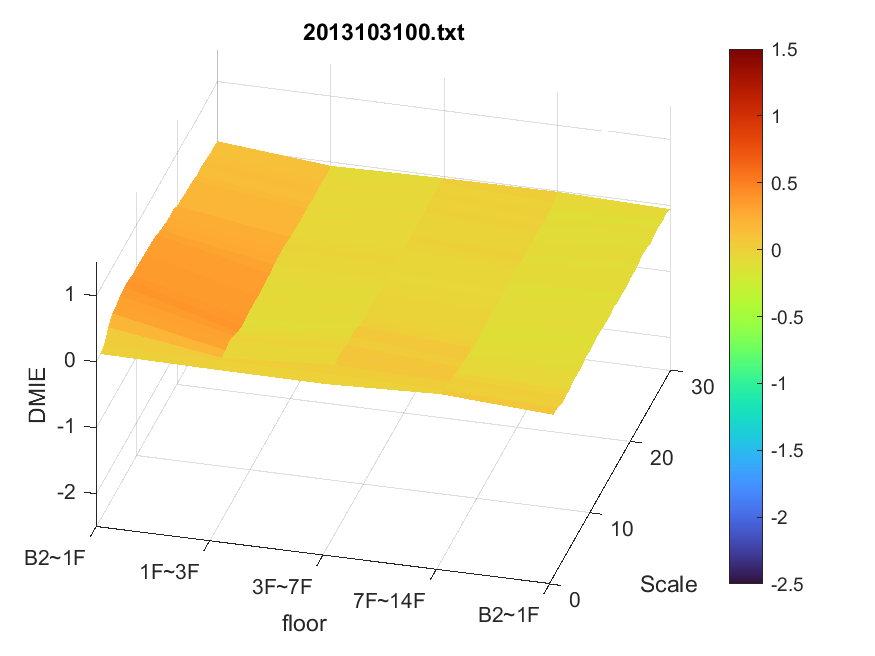 2013103100.txt
1
0
-1
-2
DMIE
B2~1F
1F~3F
3F~7F
7F~14F
B2~1F
floor
0
10
20
30
Scale
1.5
1
0.5
0
-0.5
-1
-1.5
-2
-2.5